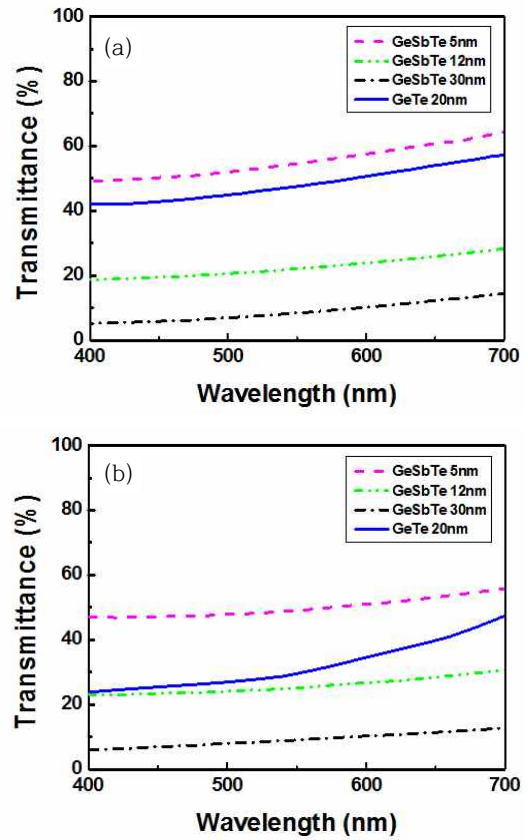 (a)
GeSbTe 5nm
GeSbTe 12nm
GeSbTe 30nm
GeTe 20nm
Transmittance (%)
100
80
60
40
20
0
400
500
600
700
Wavelength (nm)
(b)
GeSbTe 5nm
GeSbTe 12nm
GeSbTe 30nm
GeTe 20nm
Transmittance (%)
100
80
60
40
20
0
400
500
600
700
Wavelength (nm)